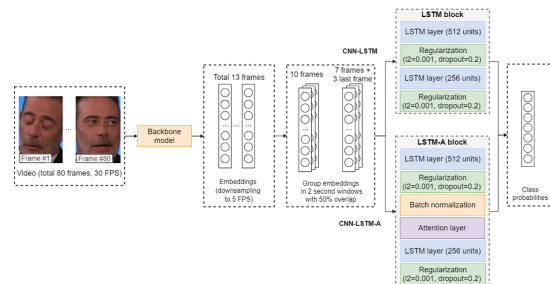 Frame #1
...
Frame #80
Video (total 80 frames, 30 FPS)
Backbone
model
Total 13 frames
...
...
...
Embeddings
(downsampling
to 5 FPS)
10 frames
7 frames +
3 last frame
...
...
...
Group embeddings
in 2 second windows
with 50% overlap
CNN-LSTM
LSTM block
LSTM layer (512 units)
Regularization
(l2=0.001, dropout=0.2)
LSTM layer (256 units)
Regularization
(l2=0.001, dropout=0.2)
CNN-LSTM-A
LSTM-A block
LSTM layer (512 units)
Regularization
(l2=0.001, dropout=0.2)
Batch normalization
Attention layer
LSTM layer (256 units)
Regularization
(l2=0.001, dropout=0.2)
Class
probabilities